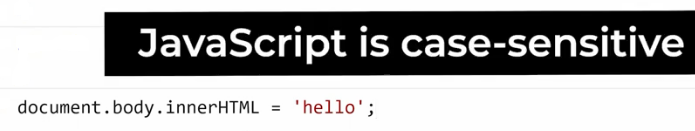 JavaScript is case-sensitive
document.body.innerHTML = 'hello';